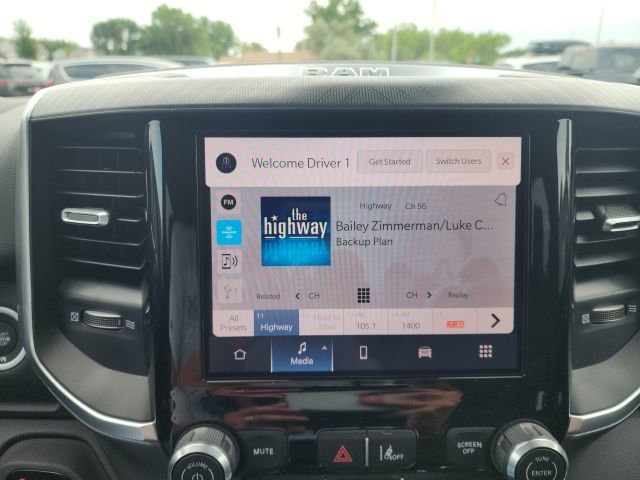 RAM
Welcome Driver 1 Get Started Switch Users X
FM
Highway Ch 56
the highway
Bailey Zimmerman/Luke C...
Backup Plan
Related < CH CH > Replay
All Presets
11 Highway
Hold to Save
105.1
1400
Media
VOLUME
MUTE
OFF
SCREEN OFF
TUNE
ENTER